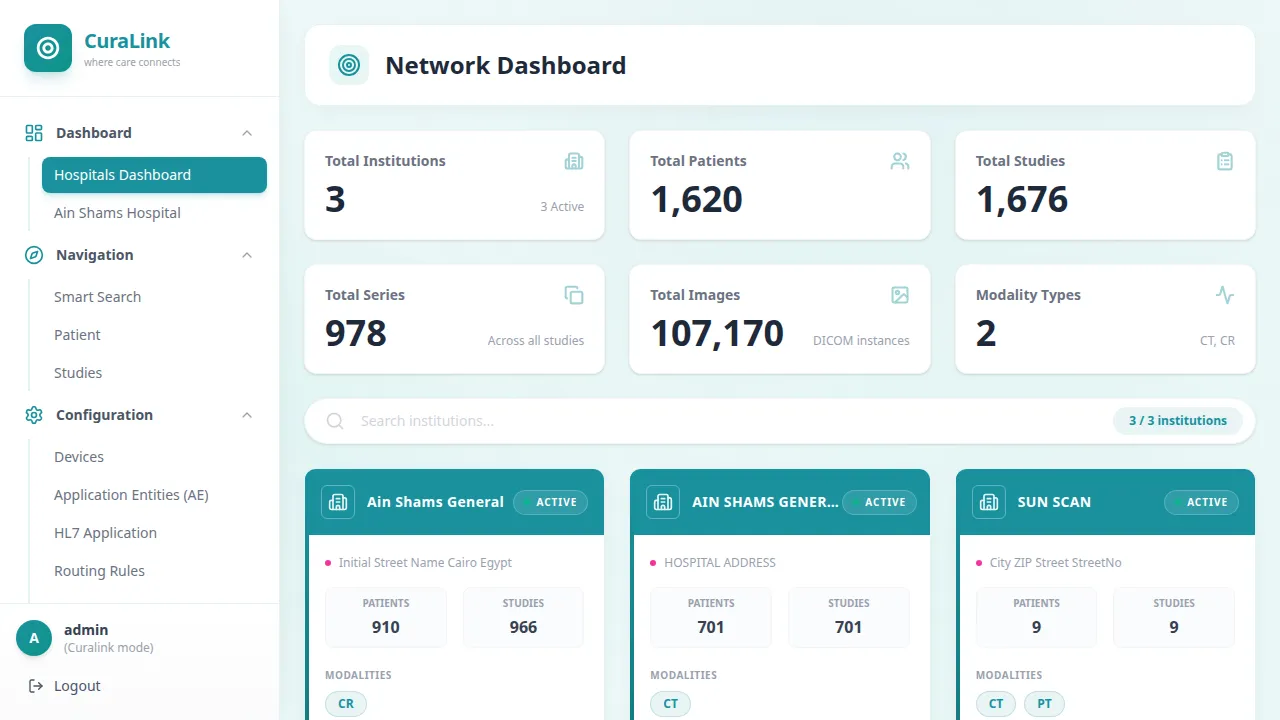 CuraLink
where care connects
Dashboard
Hospitals Dashboard
Ain Shams Hospital
Navigation
Smart Search
Patient
Studies
Configuration
Devices
Application Entities (AE)
HL7 Application
Routing Rules
A
admin
(Curalink mode)
Logout
Network Dashboard
Total Institutions
3
3 Active
Total Patients
1,620
Total Studies
1,676
Total Series
978
Across all studies
Total Images
107,170
DICOM instances
Modality Types
2
CT, CR
Search institutions...
3 / 3 institutions
Ain Shams General
ACTIVE
Initial Street Name Cairo Egypt
PATIENTS
910
STUDIES
966
MODALITIES
CR
AIN SHAMS GENER...
ACTIVE
HOSPITAL ADDRESS
PATIENTS
701
STUDIES
701
MODALITIES
CT
SUN SCAN
ACTIVE
City ZIP Street StreetNo
PATIENTS
9
STUDIES
9
MODALITIES
CT
PT